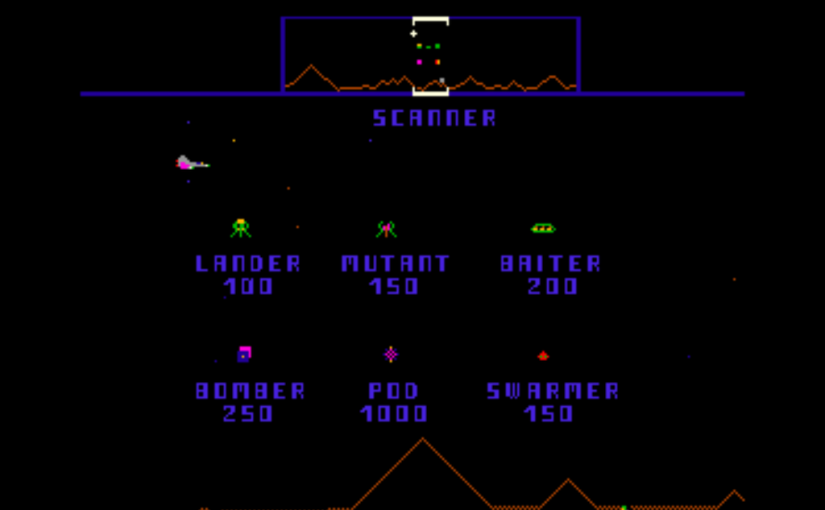 SCANNER
LANDER MUTANT BAITER
100 150 200
BOMBER POD SWARMER
250 1000 150